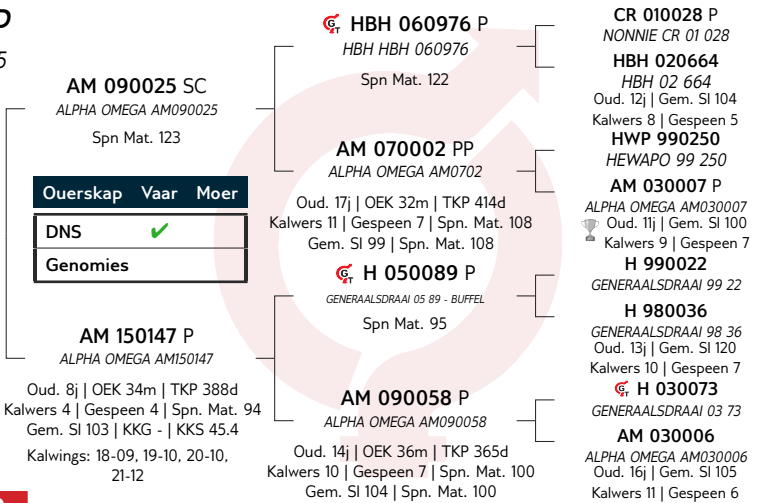 D
5
AM 090025 SC
ALPHA OMEGA AM090025
Spn Mat. 123
Ouerskap Vaar Moer
DNS ✔
Genomies
AM 150147 P
ALPHA OMEGA AM150147
Oud. 8j | OEK 34m | TKP 388d
Kalwers 4 | Gespeen 4 | Spn. Mat. 94
Gem. SI 103 | KKG - | KKS 45.4
Kalwings: 18-09, 19-10, 20-10,
21-12
GT HBH 060976 P
HBH HBH 060976
Spn Mat. 122
AM 070002 PP
ALPHA OMEGA AM0702
Oud. 17j | OEK 32m | TKP 414d
Kalwers 11 | Gespeen 7 | Spn. Mat. 108
Gem. SI 99 | Spn. Mat. 108
GT H 050089 P
GENERAALSDRAAI 05 89 - BUFFEL
Spn Mat. 95
AM 090058 P
ALPHA OMEGA AM090058
Oud. 14j | OEK 36m | TKP 365d
Kalwers 10 | Gespeen 7 | Spn. Mat. 100
Gem. SI 104 | Spn. Mat. 100
CR 010028 P
NONNIE CR 01 028
HBH 020664
HBH 02 664
Oud. 12j | Gem. SI 104
Kalwers 8 | Gespeen 5
HWP 990250
HEWAPO 99 250
AM 030007 P
ALPHA OMEGA AM030007
Oud. 11j | Gem. SI 100
Kalwers 9 | Gespeen 7
H 990022
GENERAALSDRAAI 99 22
H 980036
GENERAALSDRAAI 98 36
Oud. 13j | Gem. SI 120
Kalwers 10 | Gespeen 7
GT H 030073
GENERAALSDRAAI 03 73
AM 030006
ALPHA OMEGA AM030006
Oud. 16j | Gem. SI 105
Kalwers 11 | Gespeen 6